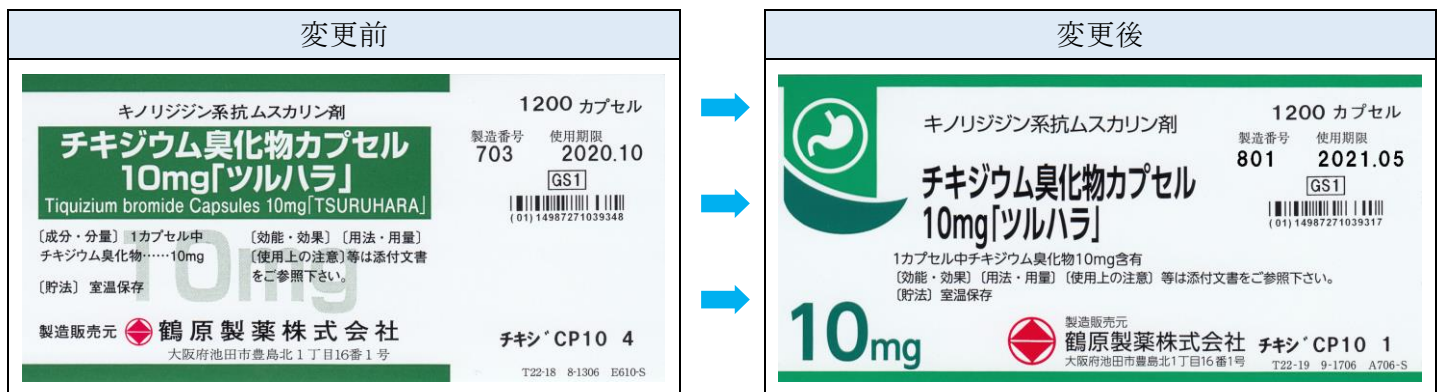 変更前
キノリジジン系抗ムスカリン剤
チキジウム臭化物カプセル
10mg「ツルハラ」
Tiquizium bromide Capsules 10mg「TSURUHARA」
〔成分・分量〕 1カプセル中
チキジウム臭化物……10mg
〔貯法〕 室温保存
〔効能・効果〕〔用法・用量〕
〔使用上の注意〕等は添付文書
をご参照下さい。
10mg
製造販売元 鶴原製薬株式会社
大阪府池田市豊島北1丁目16番1号
1200 カプセル
製造番号 使用期限
703 2020.10
GS1
(01)14987271039348
チキジ゛CP10 4
T22-18 8-1306 E610-S
変更後
キノリジジン系抗ムスカリン剤
チキジウム臭化物カプセル
10mg「ツルハラ」
1カプセル中チキジウム臭化物10mg含有
〔効能・効果〕〔用法・用量〕〔使用上の注意〕等は添付文書をご参照下さい。
〔貯法〕 室温保存
10mg
製造販売元
鶴原製薬株式会社
大阪府池田市豊島北1丁目16番1号
1200 カプセル
製造番号 使用期限
801 2021.05
GS1
(01)14987271039317
チキジ゛CP10 1
T22-19 9-1706 A706-S